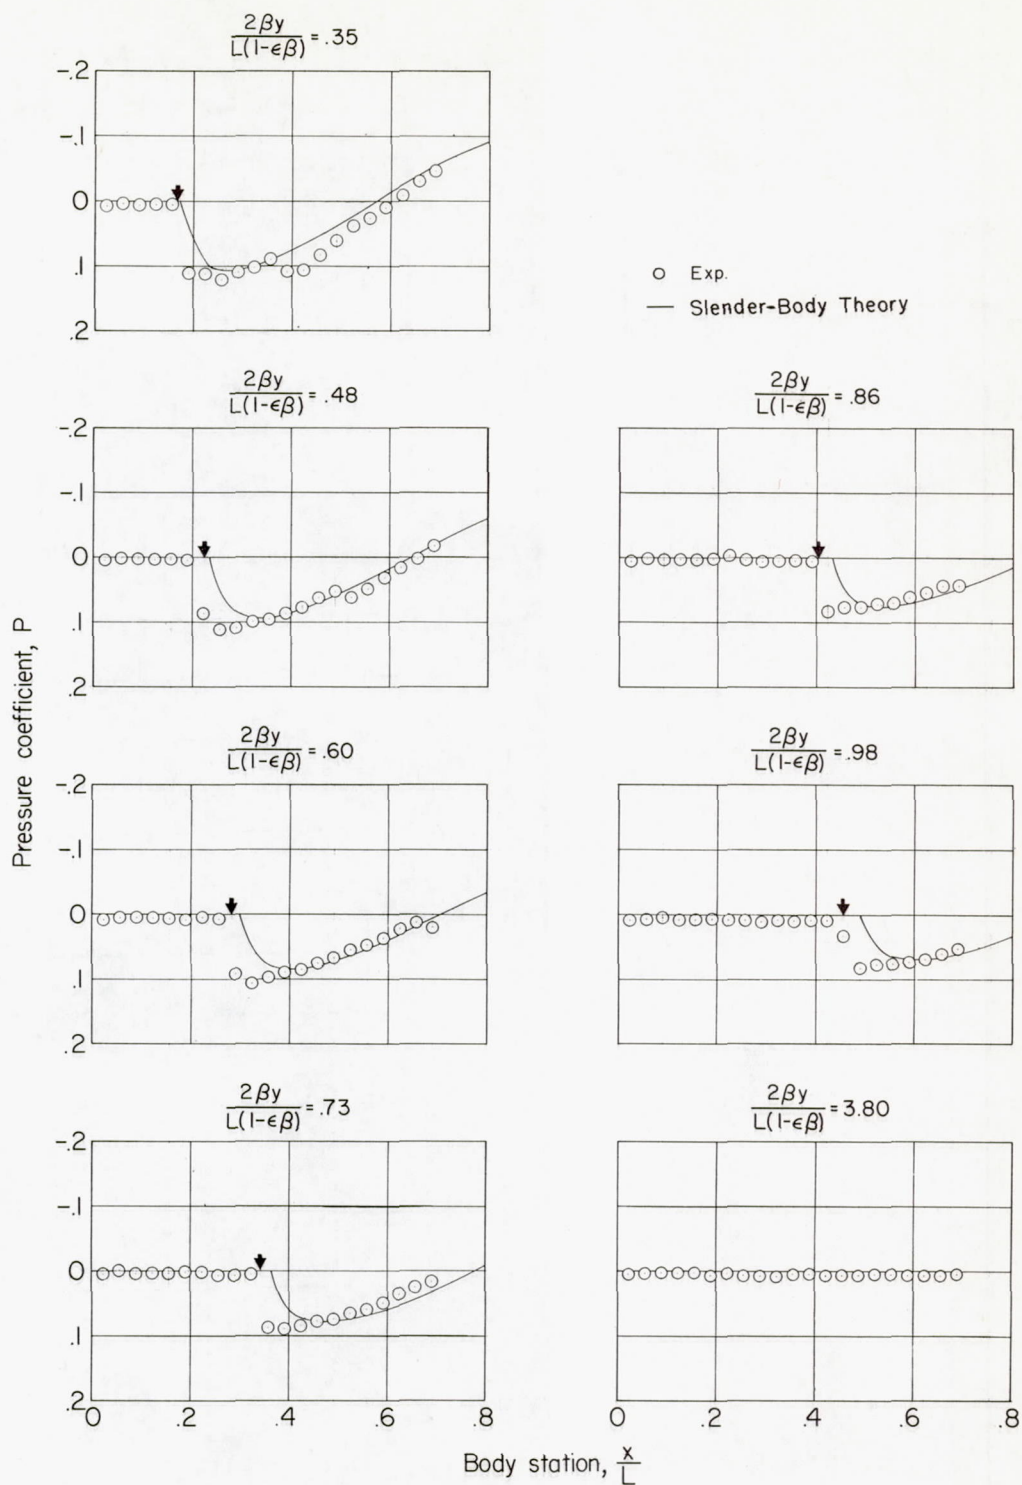 2βy
L(1-ϵβ) = .35
-.2
-.1
0
.1
.2
Exp.
Slender-Body Theory
2βy
L(1-ϵβ) = .48
-.2
-.1
0
.1
.2
2βy
L(1-ϵβ) = .86
Pressure coefficient, P
2βy
L(1-ϵβ) = .60
-.2
-.1
0
.1
.2
2βy
L(1-ϵβ) = .98
2βy
L(1-ϵβ) = .73
-.2
-.1
0
.1
.2
0 .2 .4 .6 .8
2βy
L(1-ϵβ) = 3.80
0 .2 .4 .6 .8
Body station, x
L